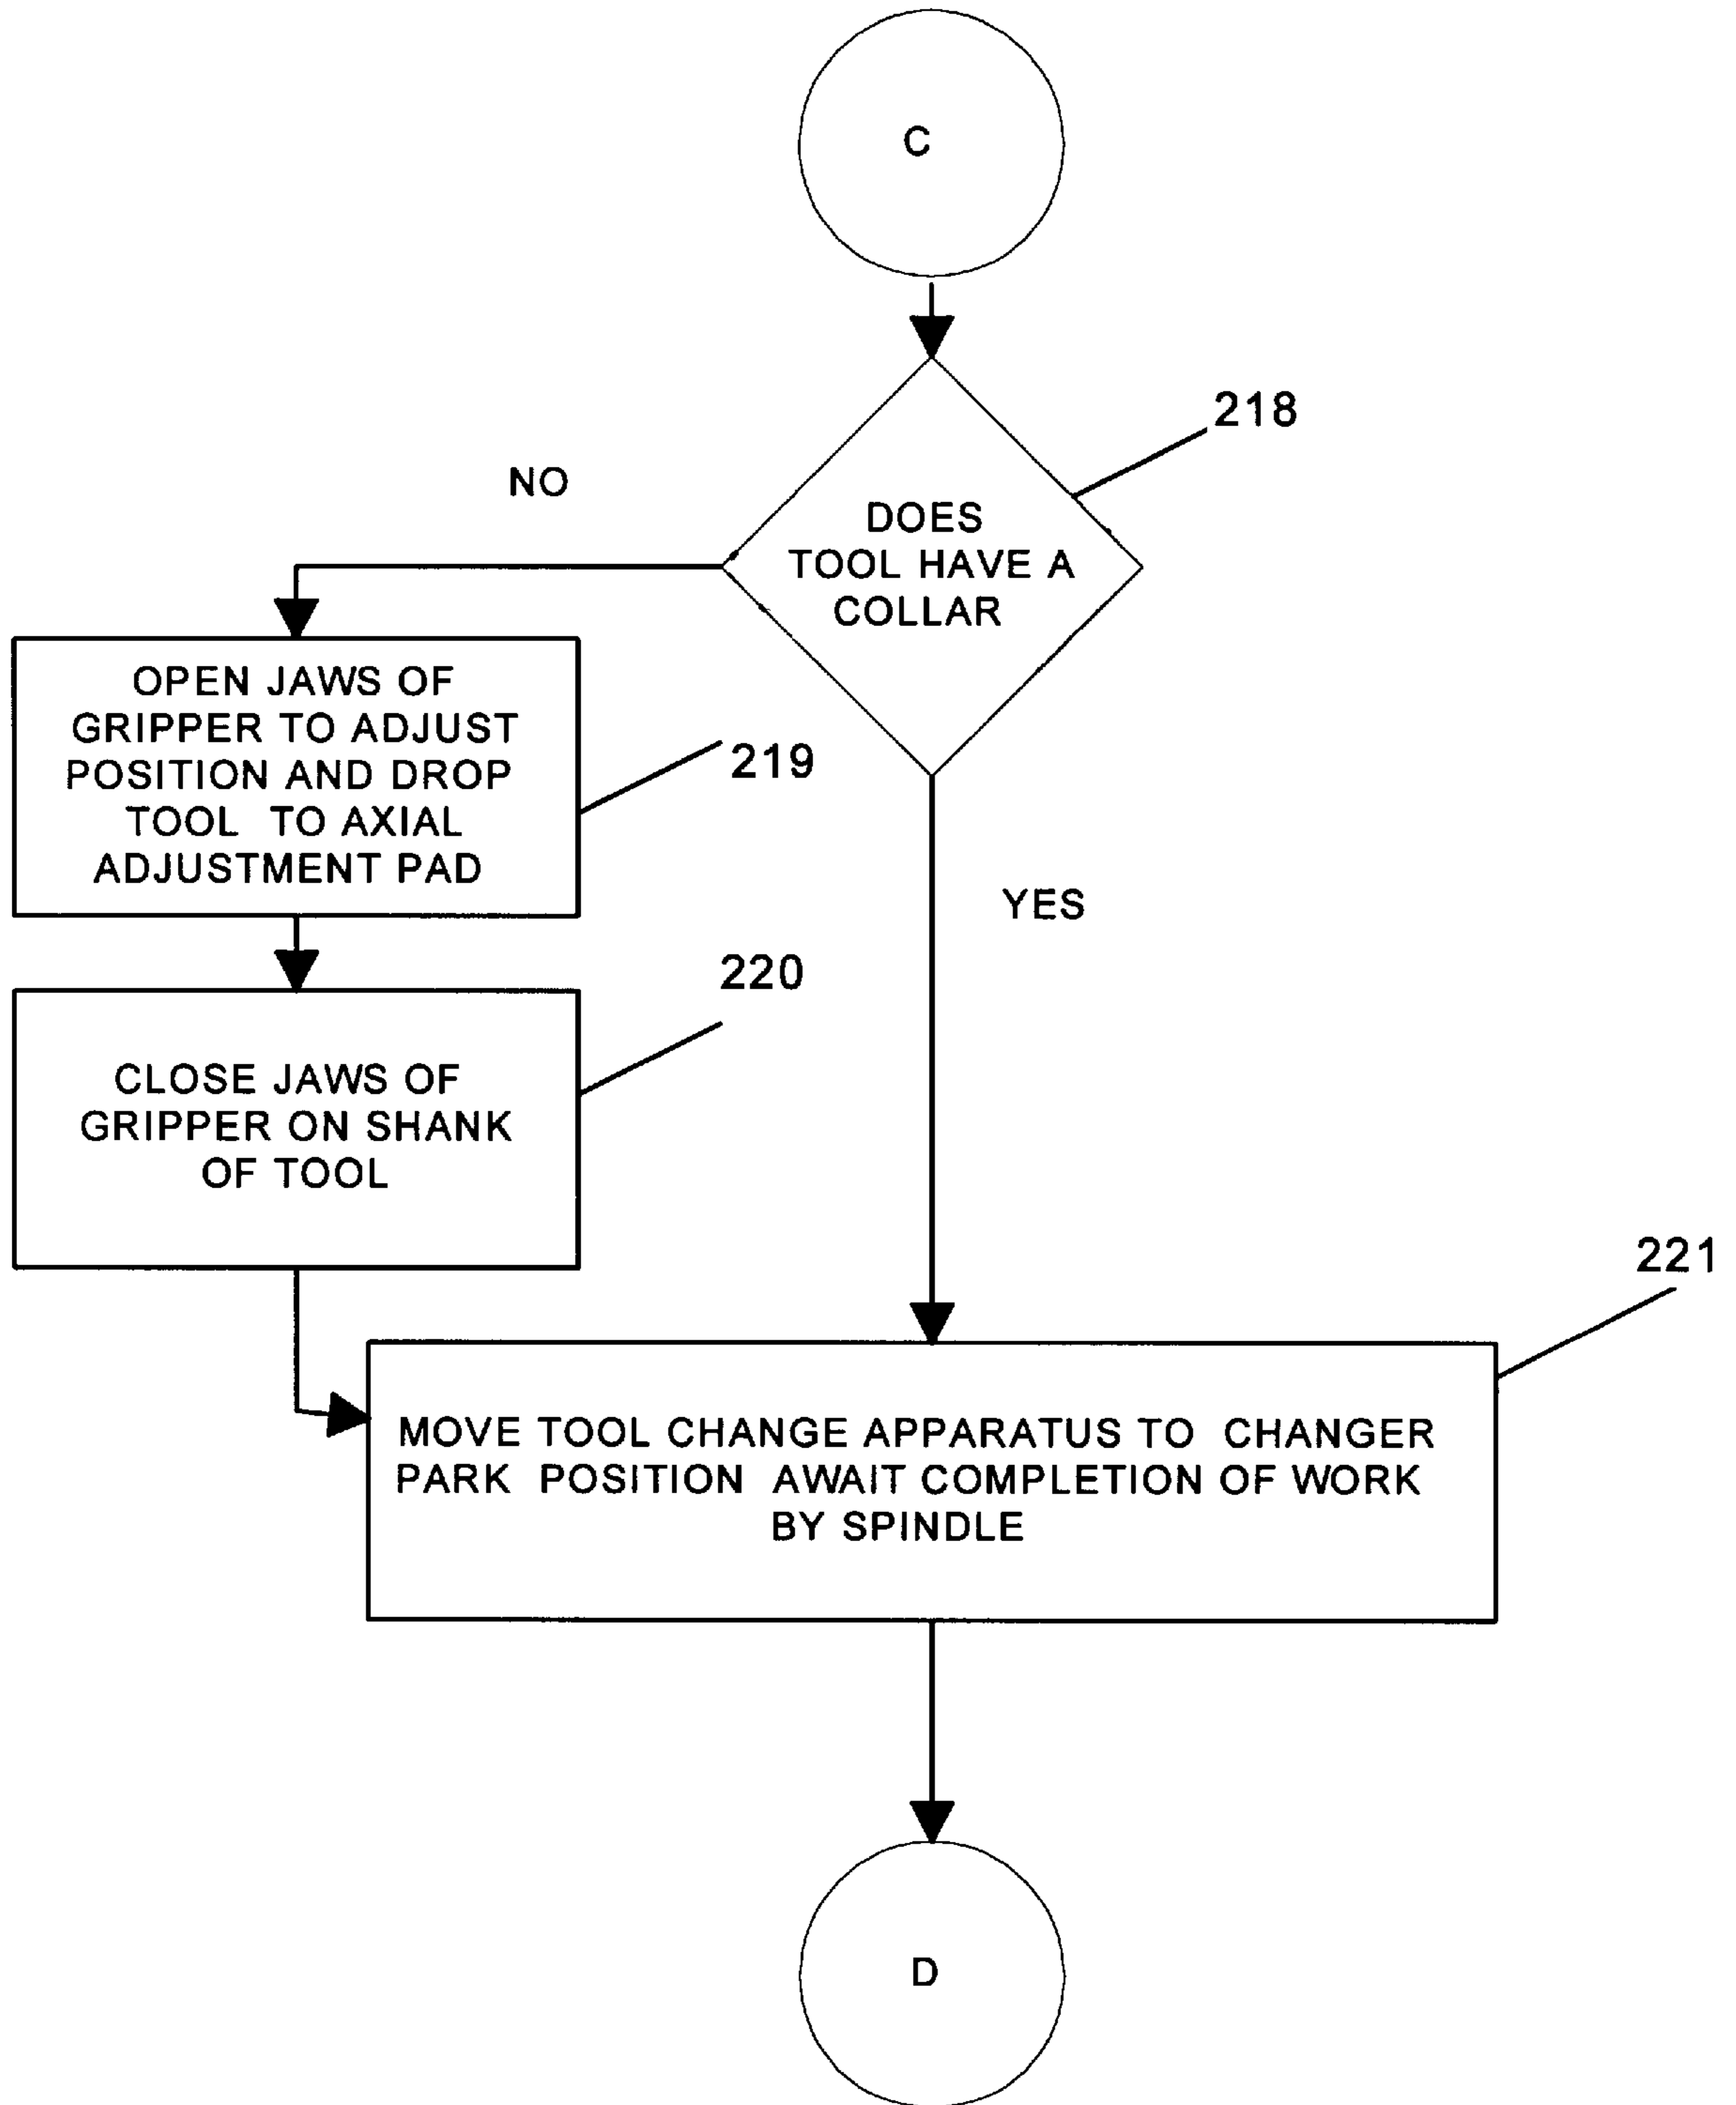 C
218
NO
DOES
TOOL HAVE A
COLLAR
OPEN JAWS OF
GRIPPER TO ADJUST
POSITION AND DROP
TOOL TO AXIAL
ADJUSTMENT PAD
219
YES
220
CLOSE JAWS OF
GRIPPER ON SHANK
OF TOOL
221
MOVE TOOL CHANGE APPARATUS TO CHANGER
PARK POSITION AWAIT COMPLETION OF WORK
BY SPINDLE
D